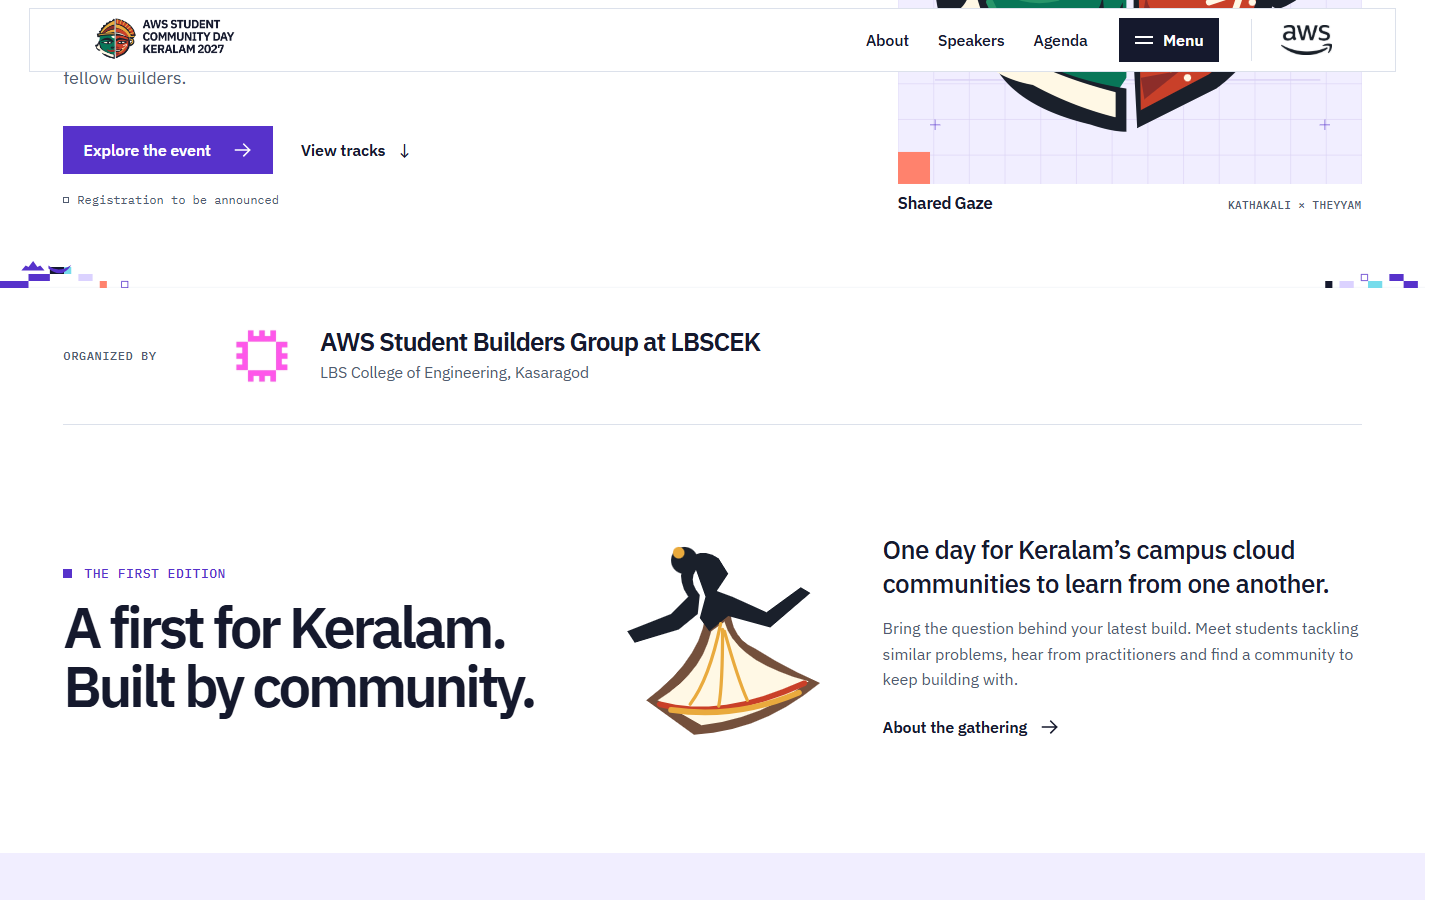 AWS STUDENT
COMMUNITY DAY
KERALAM 2027
About
Speakers
Agenda
Menu
aws
fellow builders.
Explore the event
View tracks
Registration to be announced
Shared Gaze
KATHAKALI × THEYYAM
ORGANIZED BY
AWS Student Builders Group at LBSCEK
LBS College of Engineering, Kasaragod
THE FIRST EDITION
A first for Keralam.
Built by community.
One day for Keralam’s campus cloud
communities to learn from one another.
Bring the question behind your latest build. Meet students tackling
similar problems, hear from practitioners and find a community to
keep building with.
About the gathering